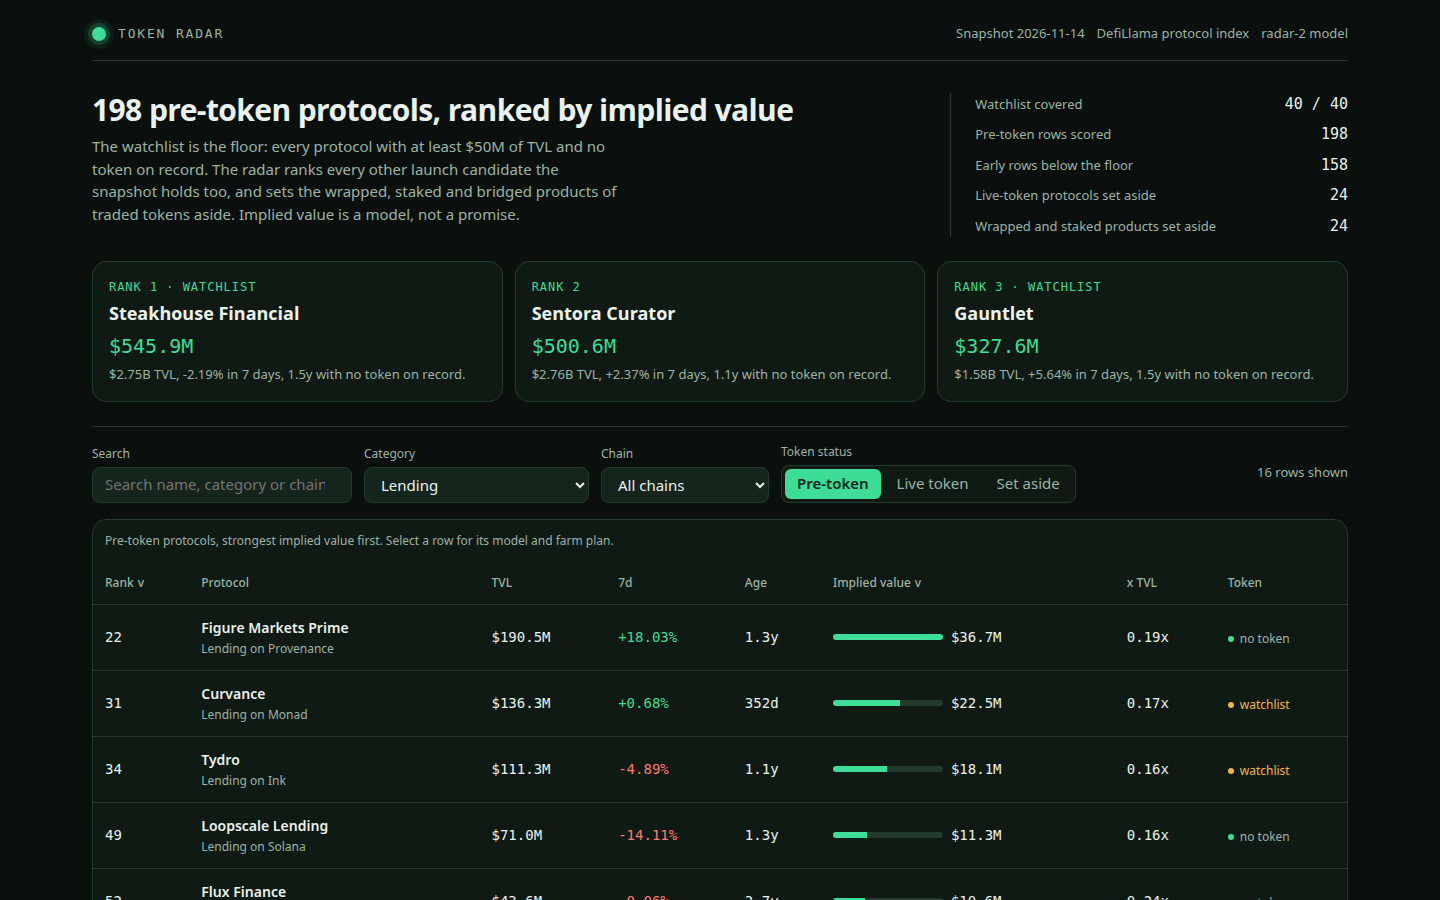 TOKEN RADAR
Snapshot 2026-11-14 DefiLlama protocol index radar-2 model
198 pre-token protocols, ranked by implied value
The watchlist is the floor: every protocol with at least $50M of TVL and no
token on record. The radar ranks every other launch candidate the
snapshot holds too, and sets the wrapped, staked and bridged products of
traded tokens aside. Implied value is a model, not a promise.
Watchlist covered 40 / 40
Pre-token rows scored 198
Early rows below the floor 158
Live-token protocols set aside 24
Wrapped and staked products set aside 24
RANK 1 · WATCHLIST
Steakhouse Financial
$545.9M
$2.75B TVL, -2.19% in 7 days, 1.5y with no token on record.
RANK 2
Sentora Curator
$500.6M
$2.76B TVL, +2.37% in 7 days, 1.1y with no token on record.
RANK 3 · WATCHLIST
Gauntlet
$327.6M
$1.58B TVL, +5.64% in 7 days, 1.5y with no token on record.
Search
Search name, category or chain
Category
Lending
Chain
All chains
Token status
Pre-token Live token Set aside
16 rows shown
Pre-token protocols, strongest implied value first. Select a row for its model and farm plan.
Rank v Protocol TVL 7d Age Implied value v x TVL Token
22 Figure Markets Prime $190.5M +18.03% 1.3y $36.7M 0.19x no token
Lending on Provenance
31 Curvance $136.3M +0.68% 352d $22.5M 0.17x watchlist
Lending on Monad
34 Tydro $111.3M -4.89% 1.1y $18.1M 0.16x watchlist
Lending on Ink
49 Loopscale Lending $71.0M -14.11% 1.3y $11.3M 0.16x no token
Lending on Solana
Flux Finance